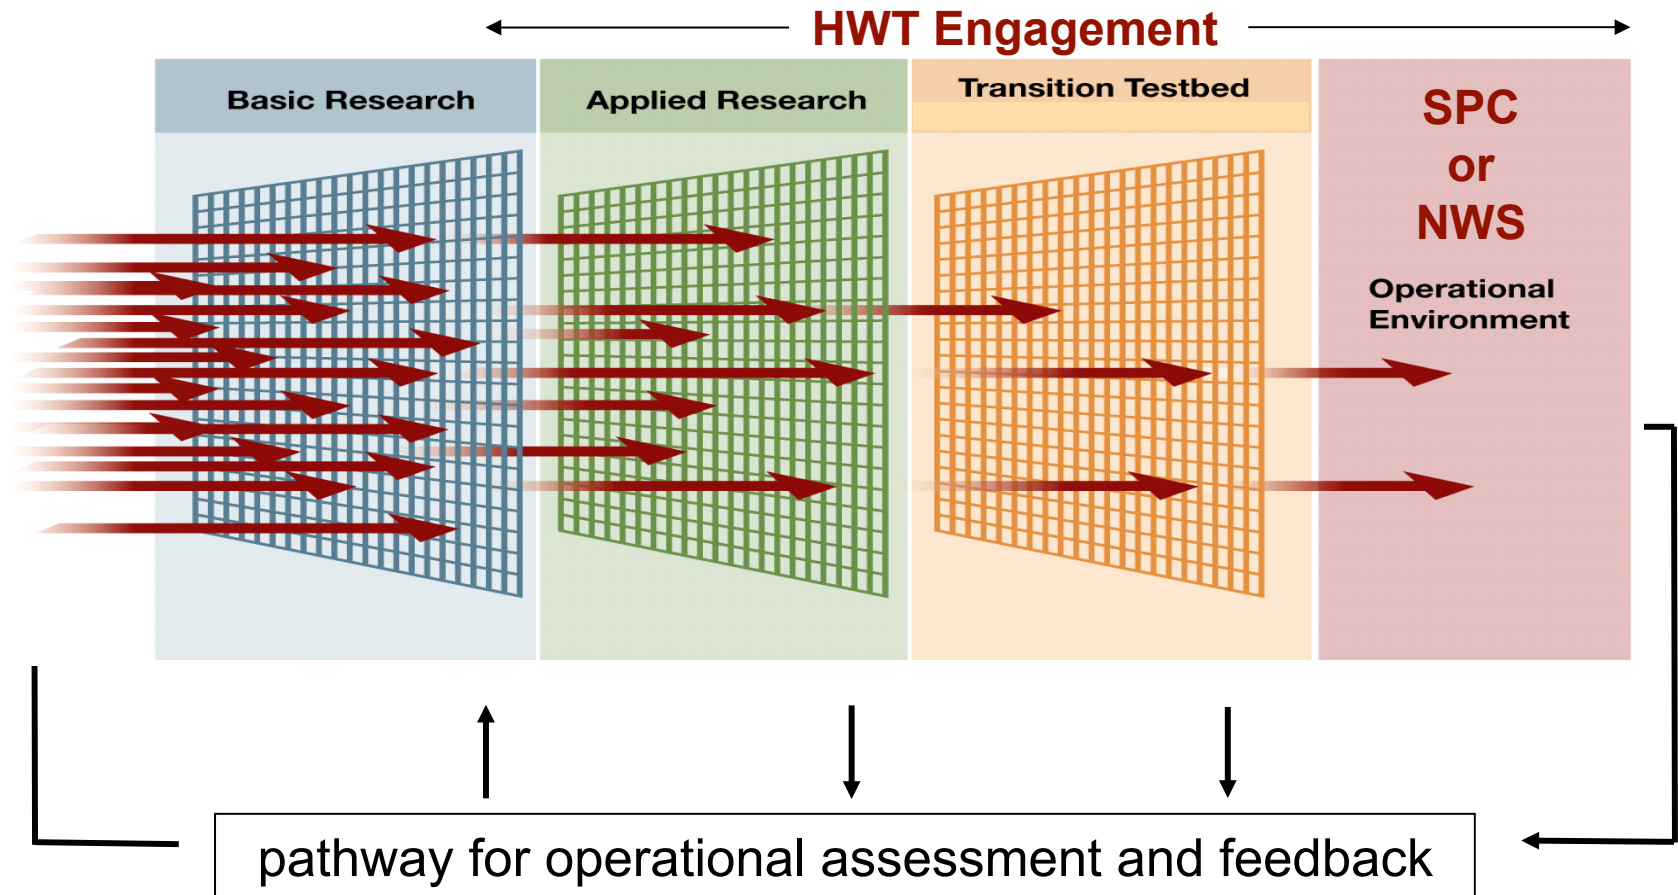 HWT Engagement
Basic Research
Applied Research
Transition Testbed
SPC
or
NWS
Operational
Environment
pathway for operational assessment and feedback